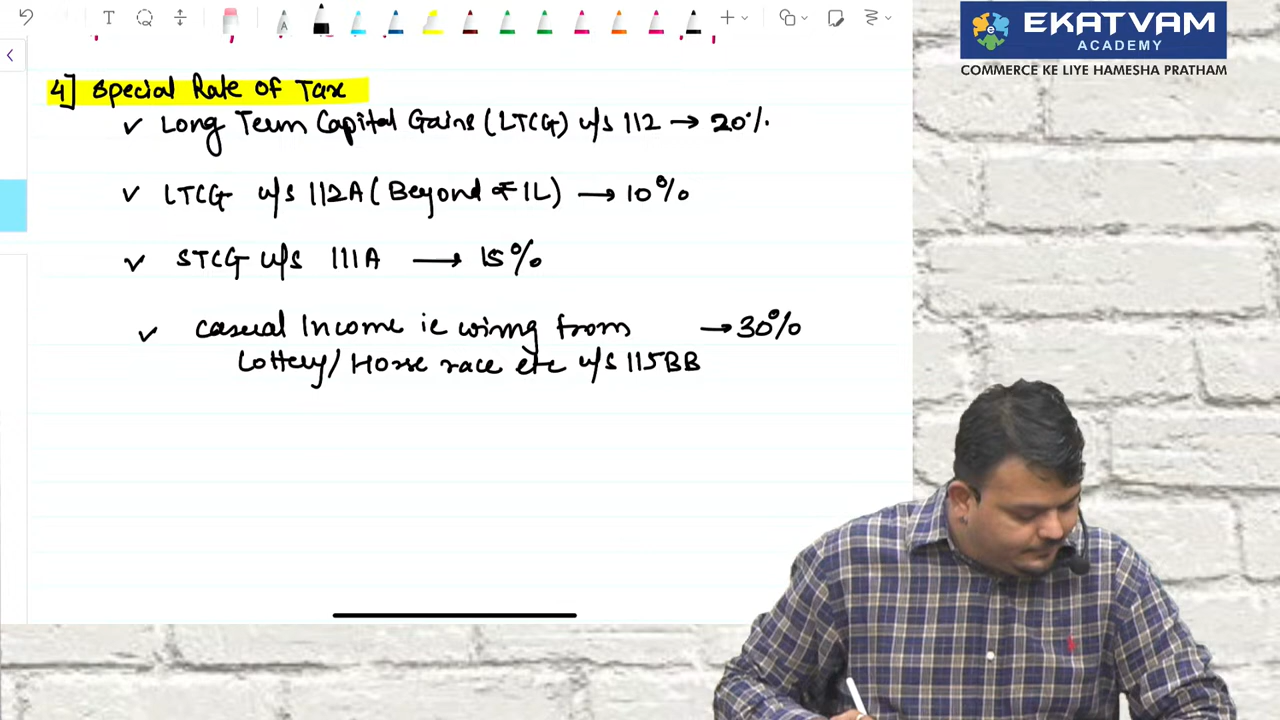 EKATVAM
ACADEMY
COMMERCE KE LIYE HAMESHA PRATHAM
4] Special Rate of Tax
✓ Long Term Capital Gains (LTCG) u/s 112 → 20%
✓ LTCG u/s 112A (Beyond ₹ 1L) → 10%
✓ STCG u/s 111A → 15%
✓ Casual Income ie wining from → 30%
Lottery/ Horse race etc u/s 115BB